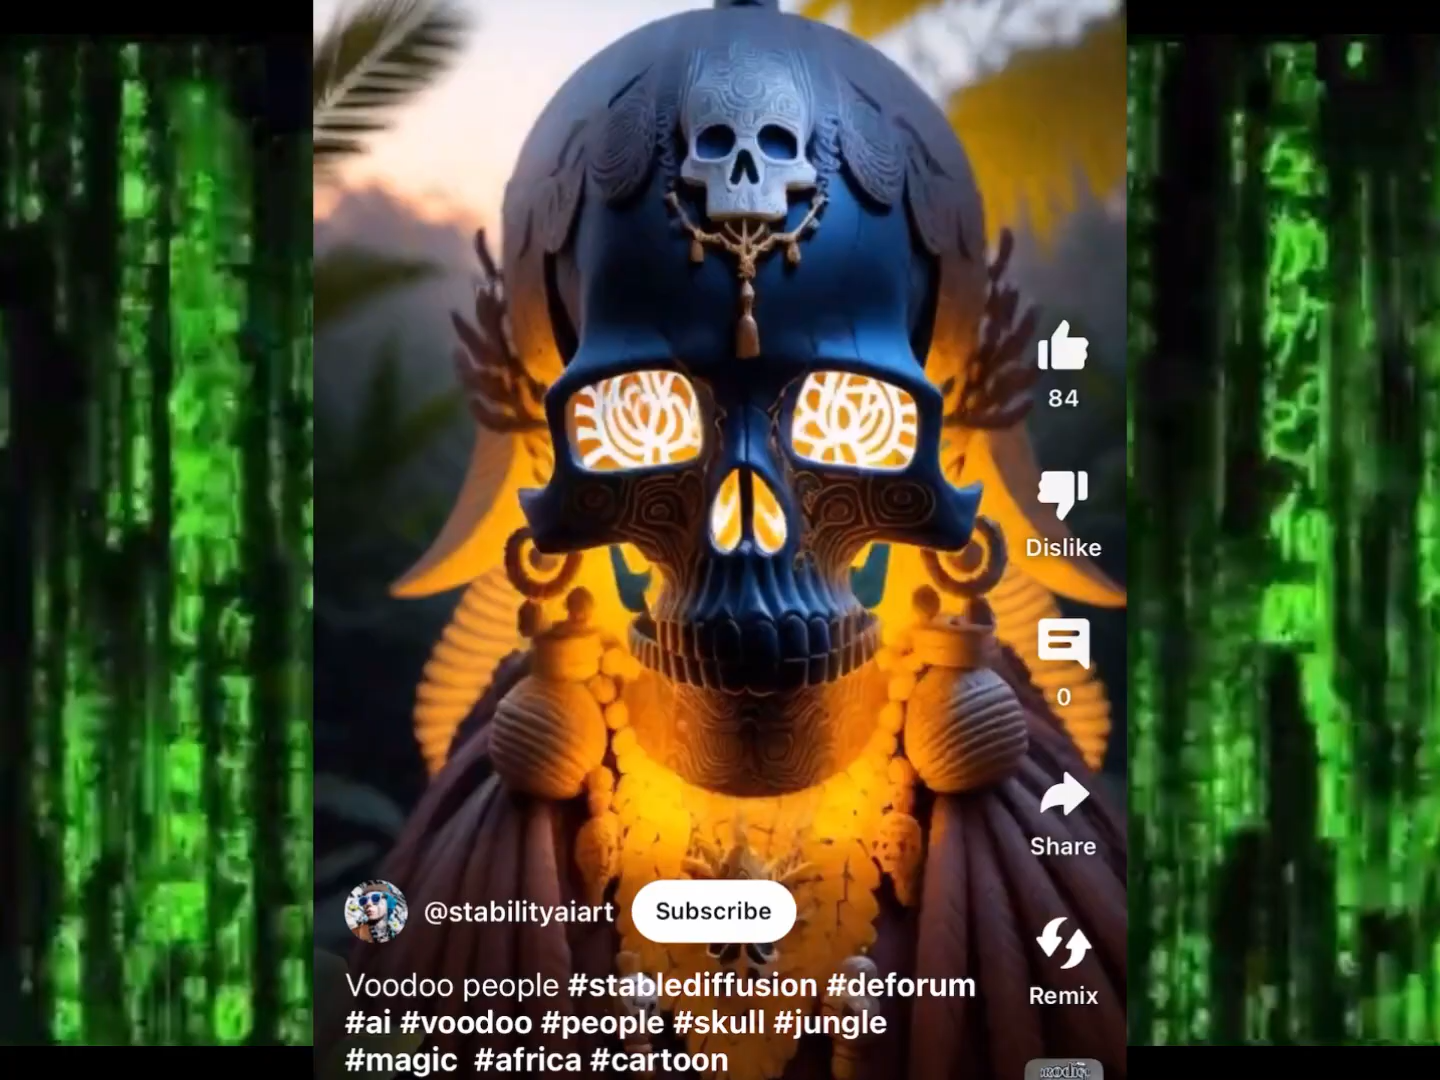 84
Dislike
0
Share
@stabilityaiart Subscribe
Voodoo people #stablediffusion #deforum
#ai #voodoo #people #skull #jungle
#magic #africa #cartoon
Remix